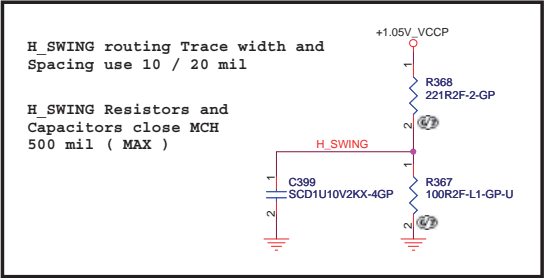 H_SWING routing Trace width and
Spacing use 10 / 20 mil
H_SWING Resistors and
Capacitors close MCH
500 mil ( MAX )
+1.05V_VCCP
1
R368
221R2F-2-GP
2
H_SWING
1
C399
SCD1U10V2KX-4GP
2
1
R367
100R2F-L1-GP-U
2